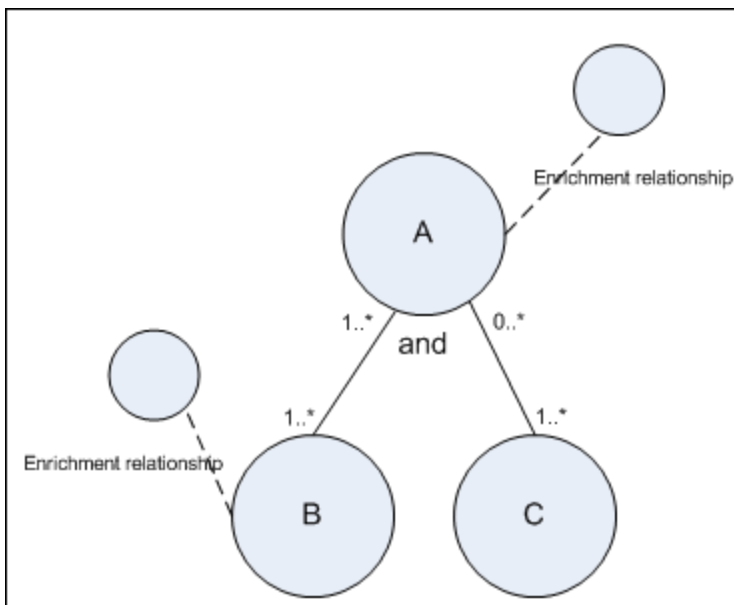 Enrichment relationship
A
1..*
0..*
and
1..*
1..*
Enrichment relationship
B
C